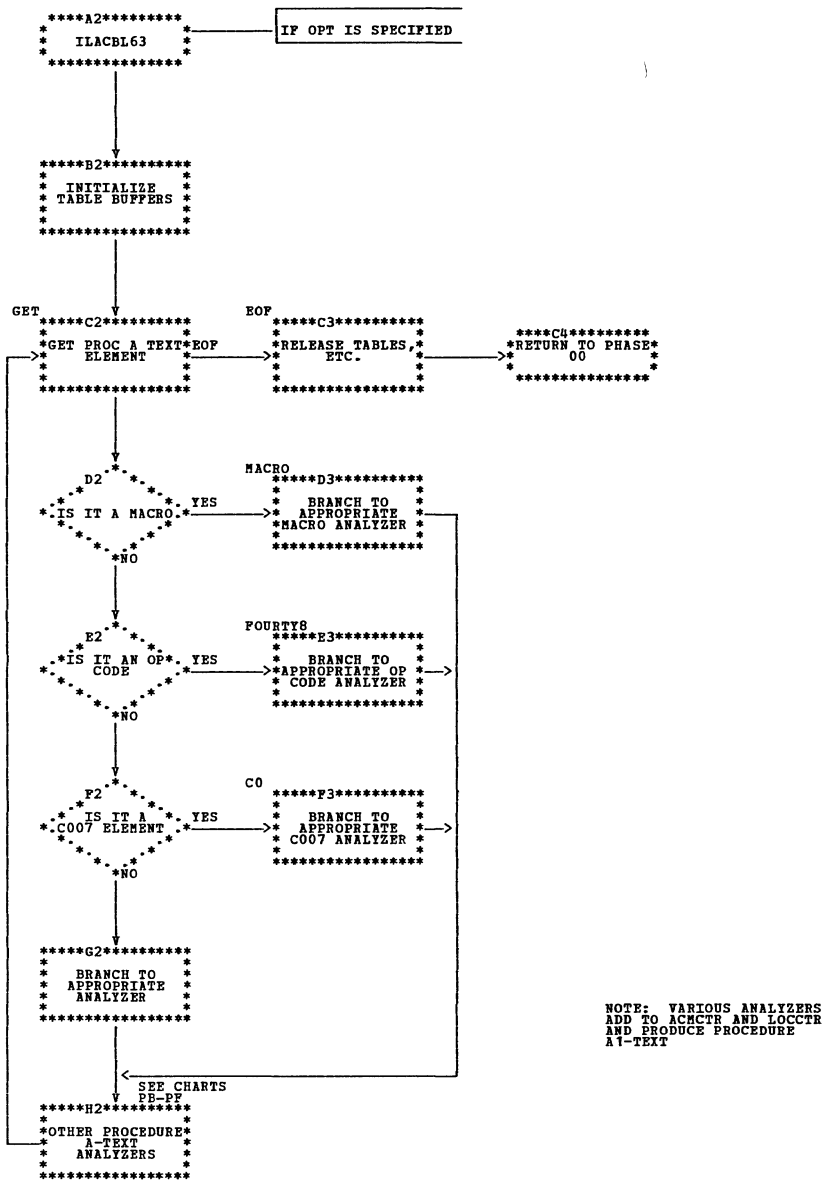 A2
ILACBL63
IF OPT IS SPECIFIED
B2
INITIALIZE
TABLE BUFFERS
GET
C2
GET PROC A TEXT
ELEMENT
EOF
EOF
C3
RELEASE TABLES,
ETC.
C4
RETURN TO PHASE
00
D2
IS IT A MACRO
YES
NO
MACRO
D3
BRANCH TO
APPROPRIATE
MACRO ANALYZER
E2
IS IT AN OP
CODE
YES
NO
FOURTY8
E3
BRANCH TO
APPROPRIATE OP
CODE ANALYZER
F2
IS IT A
C007 ELEMENT
YES
NO
C0
F3
BRANCH TO
APPROPRIATE
C007 ANALYZER
G2
BRANCH TO
APPROPRIATE
ANALYZER
NOTE: VARIOUS ANALYZERS
ADD TO ACMCTR AND LOCCTR
AND PRODUCE PROCEDURE
A1-TEXT
SEE CHARTS
PB-PF
H2
OTHER PROCEDURE
A-TEXT
ANALYZERS